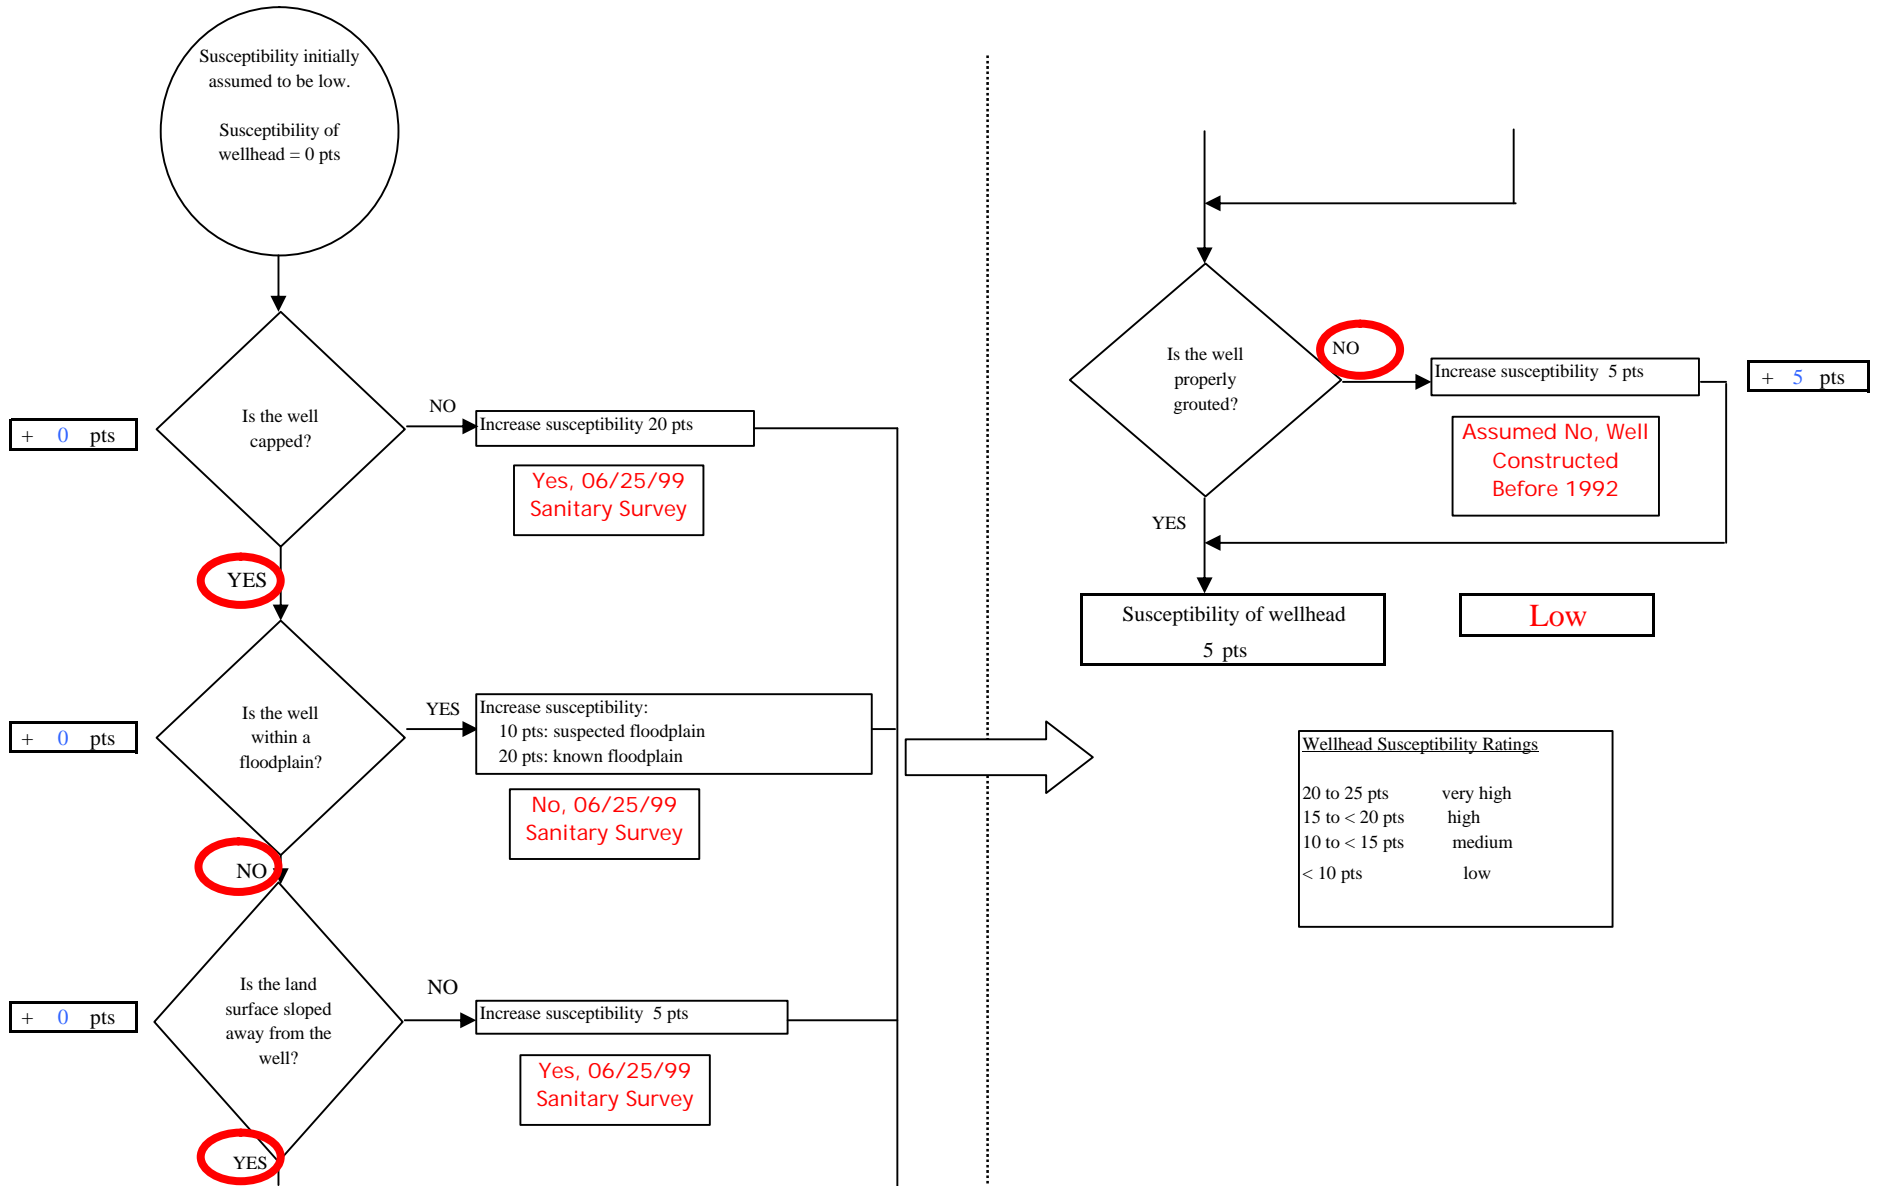 Susceptibility initially
assumed to be low.
Susceptibility of
wellhead = 0 pts
Is the well
capped?
+ 0 pts
NO
Increase susceptibility 20 pts
Yes, 06/25/99
Sanitary Survey
YES
Is the well
within a
floodplain?
+ 0 pts
YES
Increase susceptibility:
10 pts: suspected floodplain
20 pts: known floodplain
No, 06/25/99
Sanitary Survey
NO
Is the land
surface sloped
away from the
well?
+ 0 pts
NO
Increase susceptibility 5 pts
Yes, 06/25/99
Sanitary Survey
YES
Is the well
properly
grouted?
NO
Increase susceptibility 5 pts
+ 5 pts
Assumed No, Well
Constructed
Before 1992
YES
Susceptibility of wellhead
5 pts
Low
Wellhead Susceptibility Ratings
20 to 25 pts very high
15 to < 20 pts high
10 to < 15 pts medium
< 10 pts low